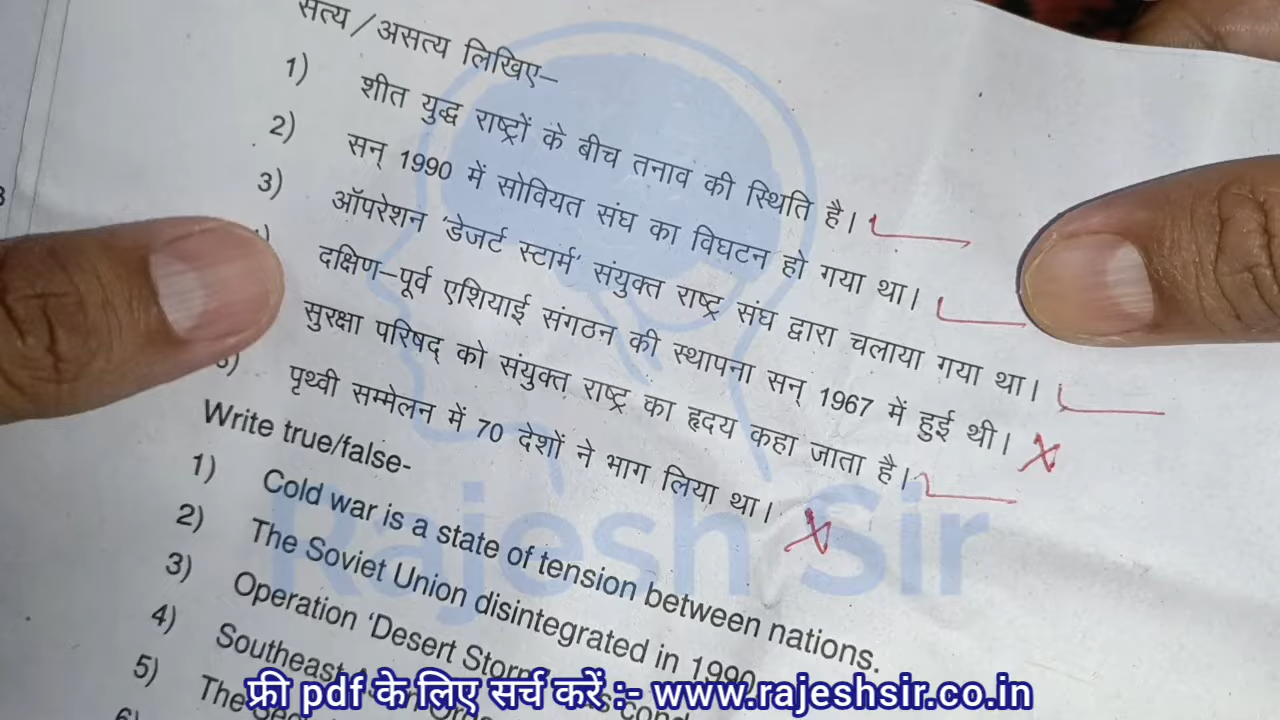 सत्य / असत्य लिखिए–
1) शीत युद्ध राष्ट्रों के बीच तनाव की स्थिति है।
2) सन् 1990 में सोवियत संघ का विघटन हो गया था।
3) ऑपरेशन 'डेजर्ट स्टार्म' संयुक्त राष्ट्र संघ द्वारा चलाया गया था।
दक्षिण–पूर्व एशियाई संगठन की स्थापना सन् 1967 में हुई थी।
सुरक्षा परिषद् को संयुक्त राष्ट्र का हृदय कहा जाता है।
पृथ्वी सम्मेलन में 70 देशों ने भाग लिया था।
Write true/false-
1) Cold war is a state of tension between nations.
2) The Soviet Union disintegrated in 1990
3) Operation 'Desert Storm
4) Southeast
5) The
Rajesh Sir
फ्री pdf के लिए सर्च करें :- www.rajeshsir.co.in